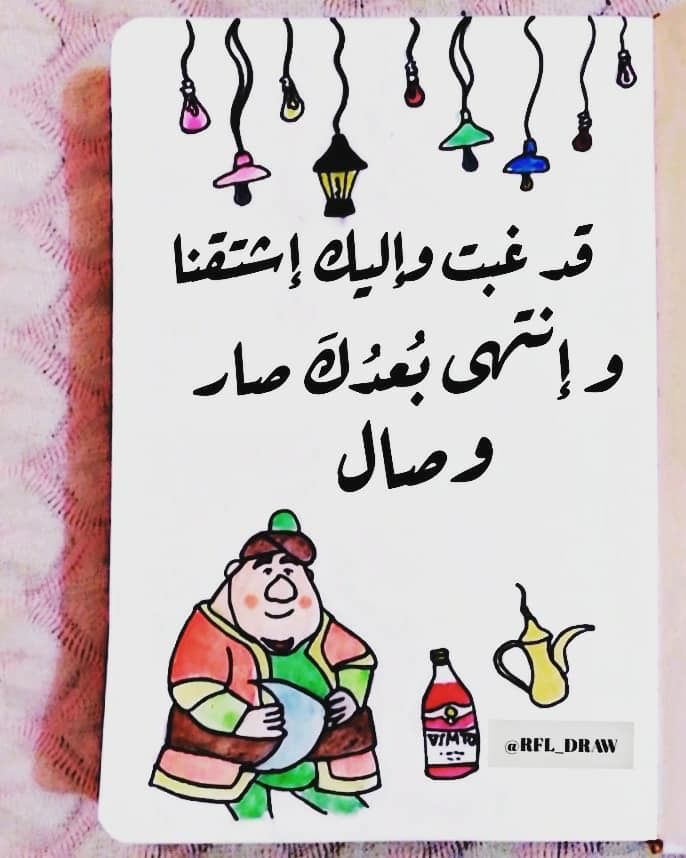 قد غبت وإليك إشتقنا
و إنتهى بُعدُكَ صار
وصال
VIMTO
@RFL_DRAW